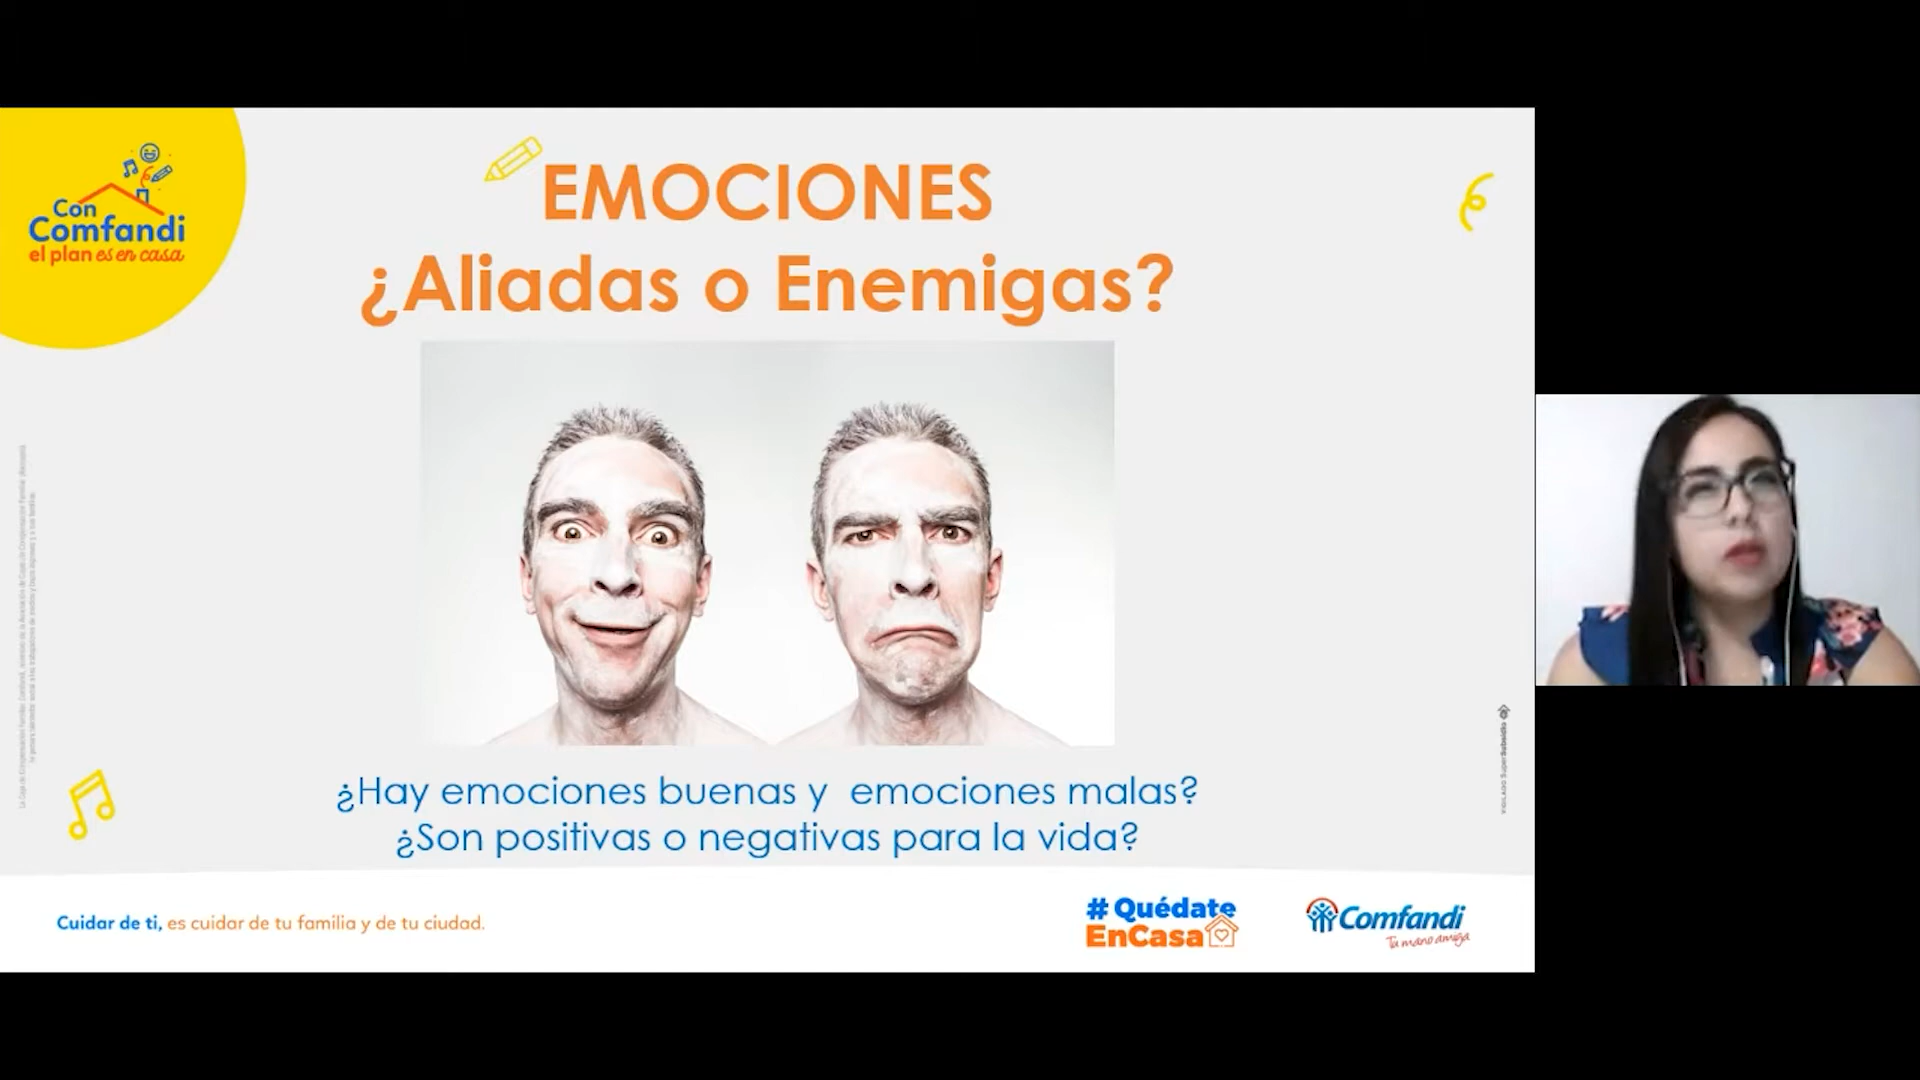 Con
Comfandi
el plan es en casa
EMOCIONES
¿Aliadas o Enemigas?
¿Hay emociones buenas y emociones malas?
¿Son positivas o negativas para la vida?
Cuidar de ti, es cuidar de tu familia y de tu ciudad.
# Quédate
EnCasa
Comfandi
Tu mano amiga
VIGILADO SuperSubsidio